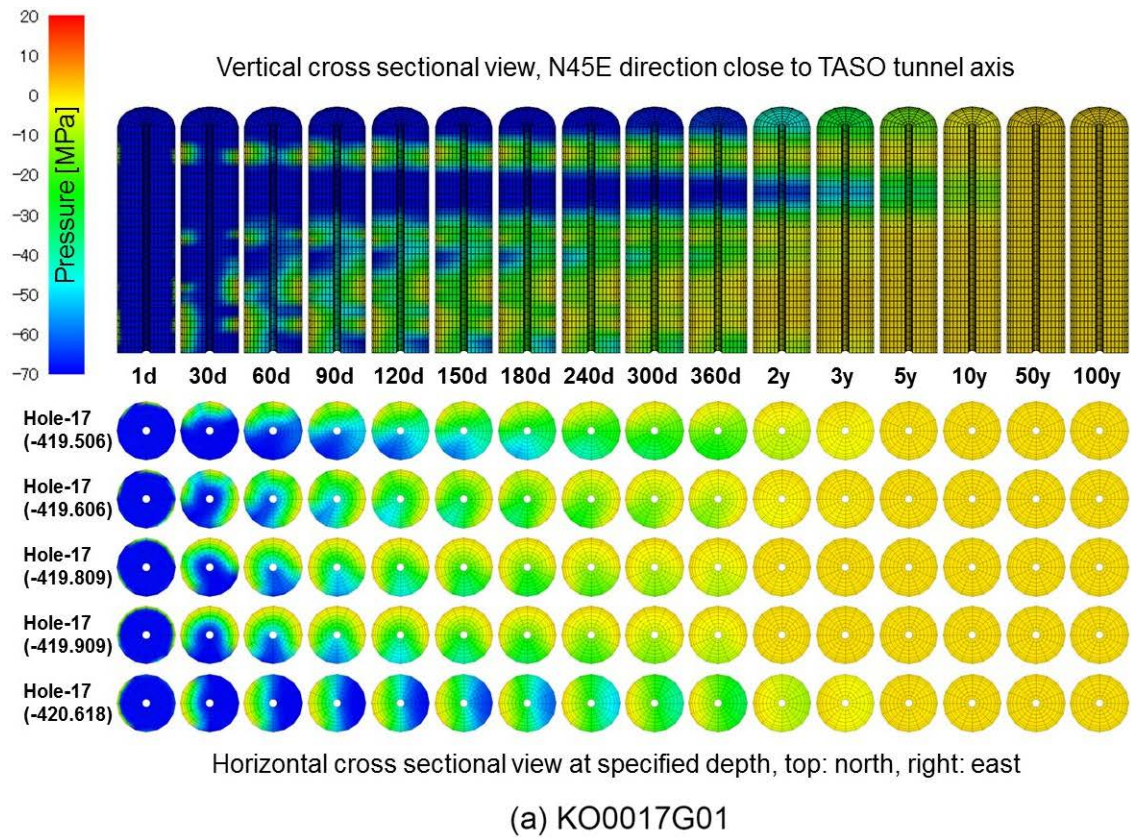 20
10
0
−10
−20
−30
−40
−50
−60
−70
Pressure [MPa]
Vertical cross sectional view, N45E direction close to TASO tunnel axis
1d 30d 60d 90d 120d 150d 180d 240d 300d 360d 2y 3y 5y 10y 50y 100y
Hole-17
(-419.506)
Hole-17
(-419.606)
Hole-17
(-419.809)
Hole-17
(-419.909)
Hole-17
(-420.618)
Horizontal cross sectional view at specified depth, top: north, right: east
(a) KO0017G01